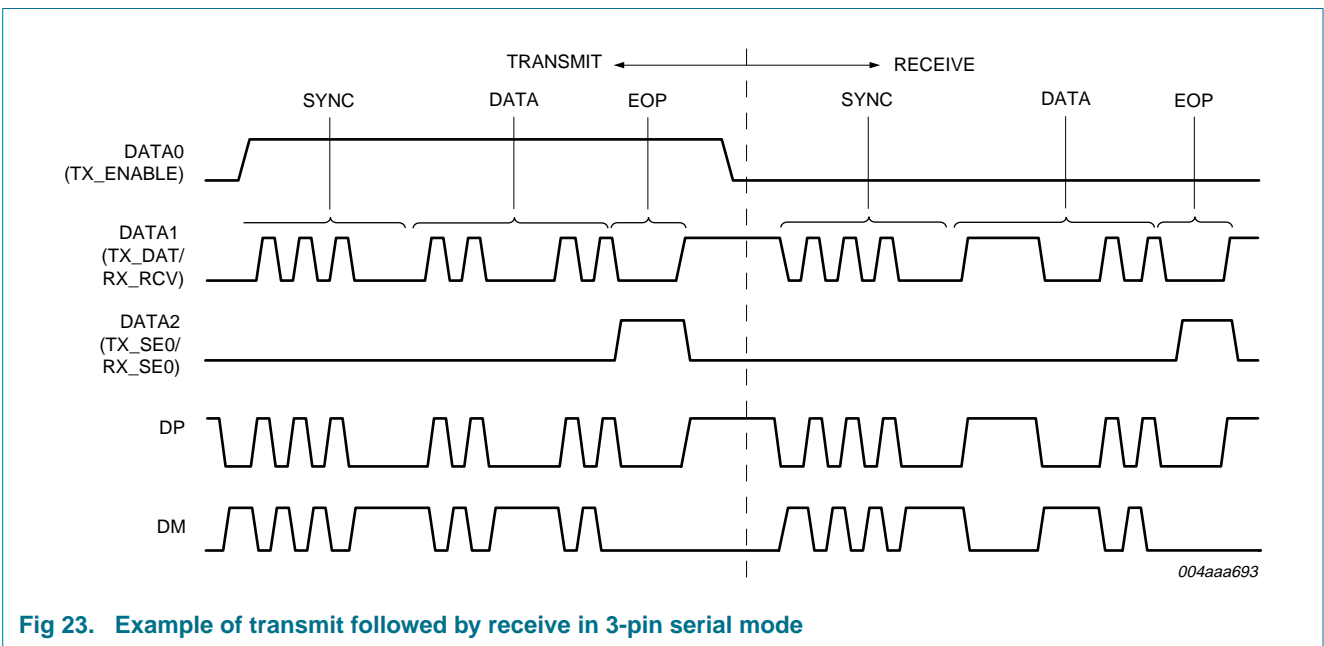 TRANSMIT
RECEIVE
SYNC
DATA
EOP
SYNC
DATA
EOP
DATA0
(TX_ENABLE)
DATA1
(TX_DAT/
RX_RCV)
DATA2
(TX_SE0/
RX_SE0)
DP
DM
004aaa693
Fig 23. Example of transmit followed by receive in 3-pin serial mode